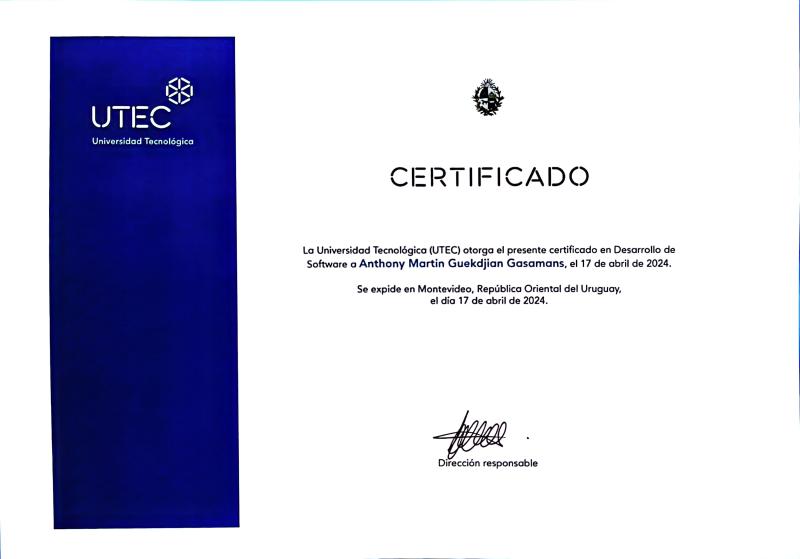 UTEC
Universidad Tecnológica
CERTIFICADO
La Universidad Tecnológica (UTEC) otorga el presente certificado en Desarrollo de
Software a Anthony Martin Guekdjian Gasamans, el 17 de abril de 2024.
Se expide en Montevideo, República Oriental del Uruguay,
el día 17 de abril de 2024.
Dirección responsable